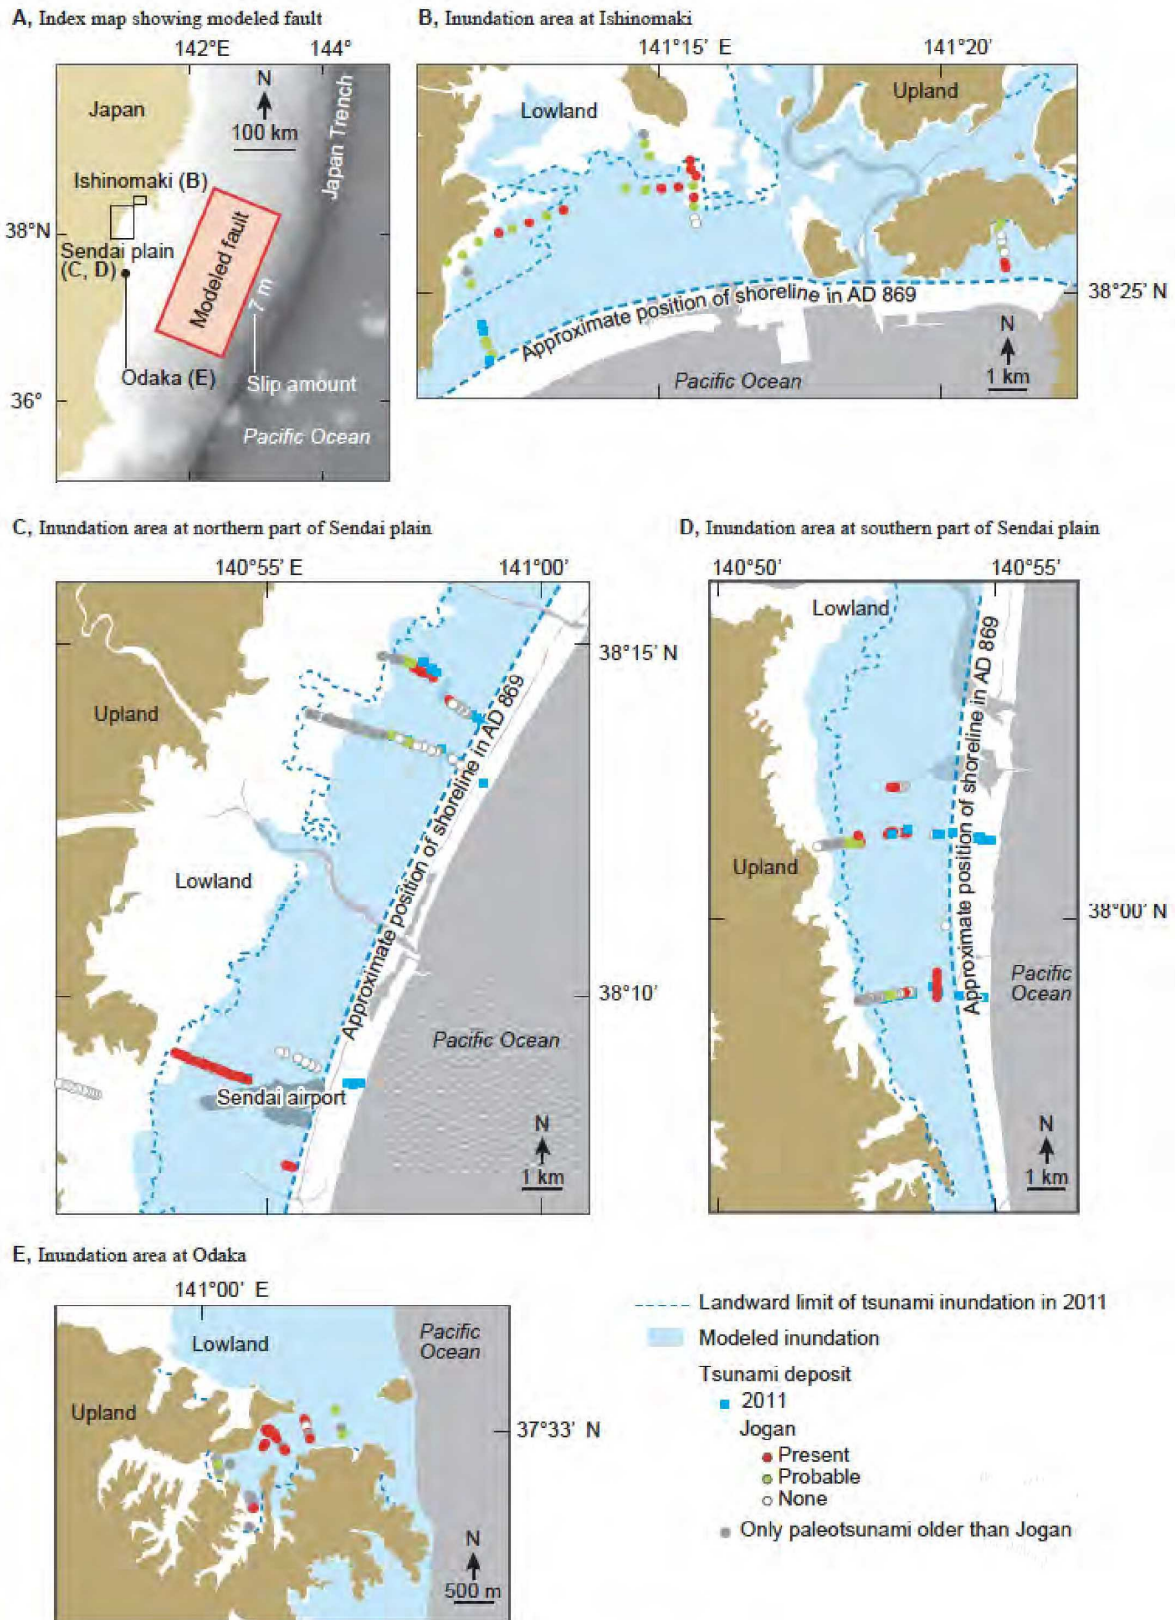 A, Index map showing modeled fault
142°E 144°
N
100 km
Japan
Japan Trench
Ishinomaki (B)
38°N
Sendai plain
(C, D)
Modeled fault
7 m
Odaka (E)
Slip amount
36°
Pacific Ocean
B, Inundation area at Ishinomaki
141°15' E 141°20'
Lowland
Upland
Approximate position of shoreline in AD 869
38°25' N
N
1 km
Pacific Ocean
C, Inundation area at northern part of Sendai plain
140°55' E 141°00'
38°15' N
Upland
Approximate position of shoreline in AD 869
Lowland
38°10'
Pacific Ocean
Sendai airport
N
1 km
D, Inundation area at southern part of Sendai plain
140°50' 140°55'
Lowland
Approximate position of shoreline in AD 869
Upland
38°00' N
Pacific
Ocean
N
1 km
E, Inundation area at Odaka
141°00' E
Pacific
Ocean
Lowland
Upland
37°33' N
N
500 m
Landward limit of tsunami inundation in 2011
Modeled inundation
Tsunami deposit
2011
Jogan
Present
Probable
None
Only paleotsunami older than Jogan